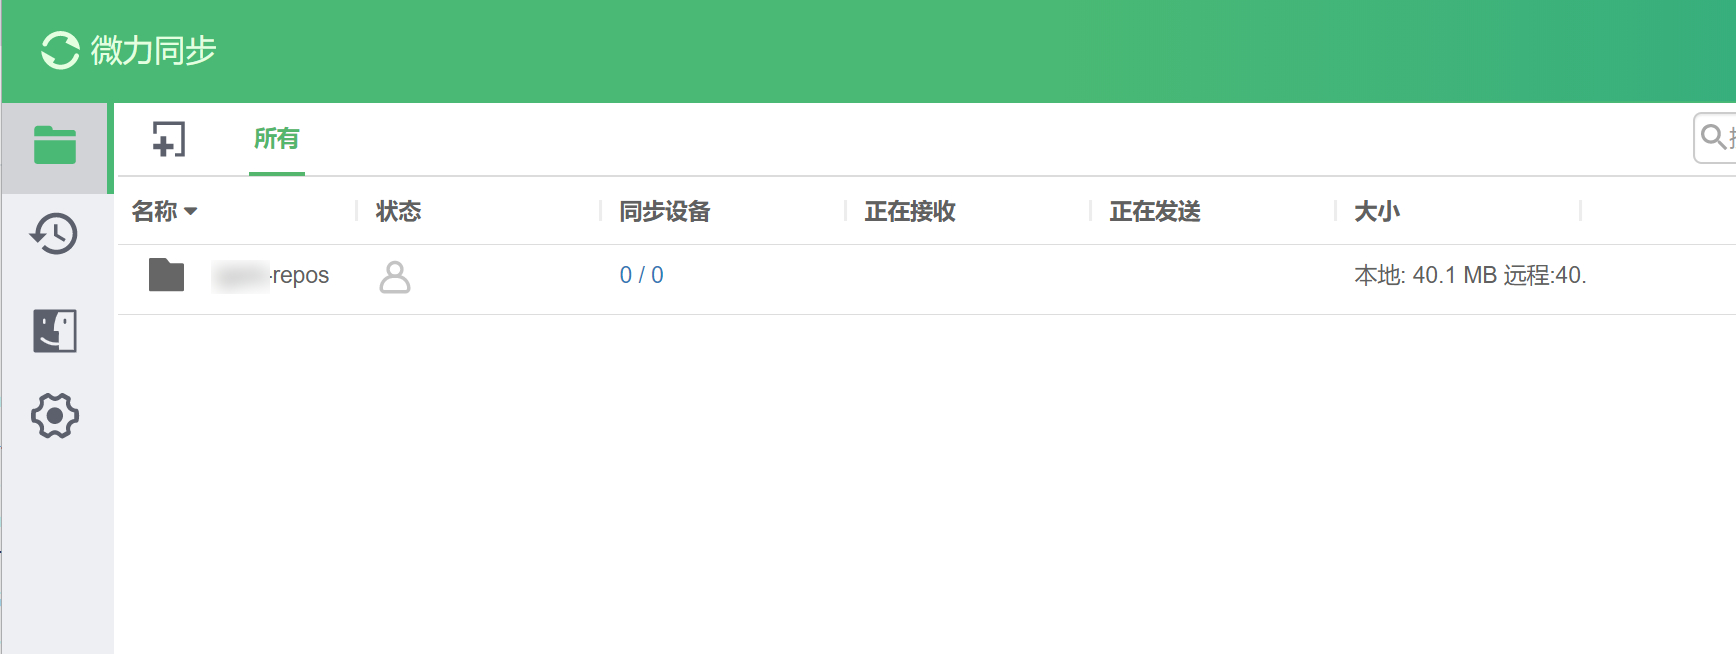 微力同步
所有
名称 状态 同步设备 正在接收 正在发送 大小
-repos 0 / 0 本地: 40.1 MB 远程:40.